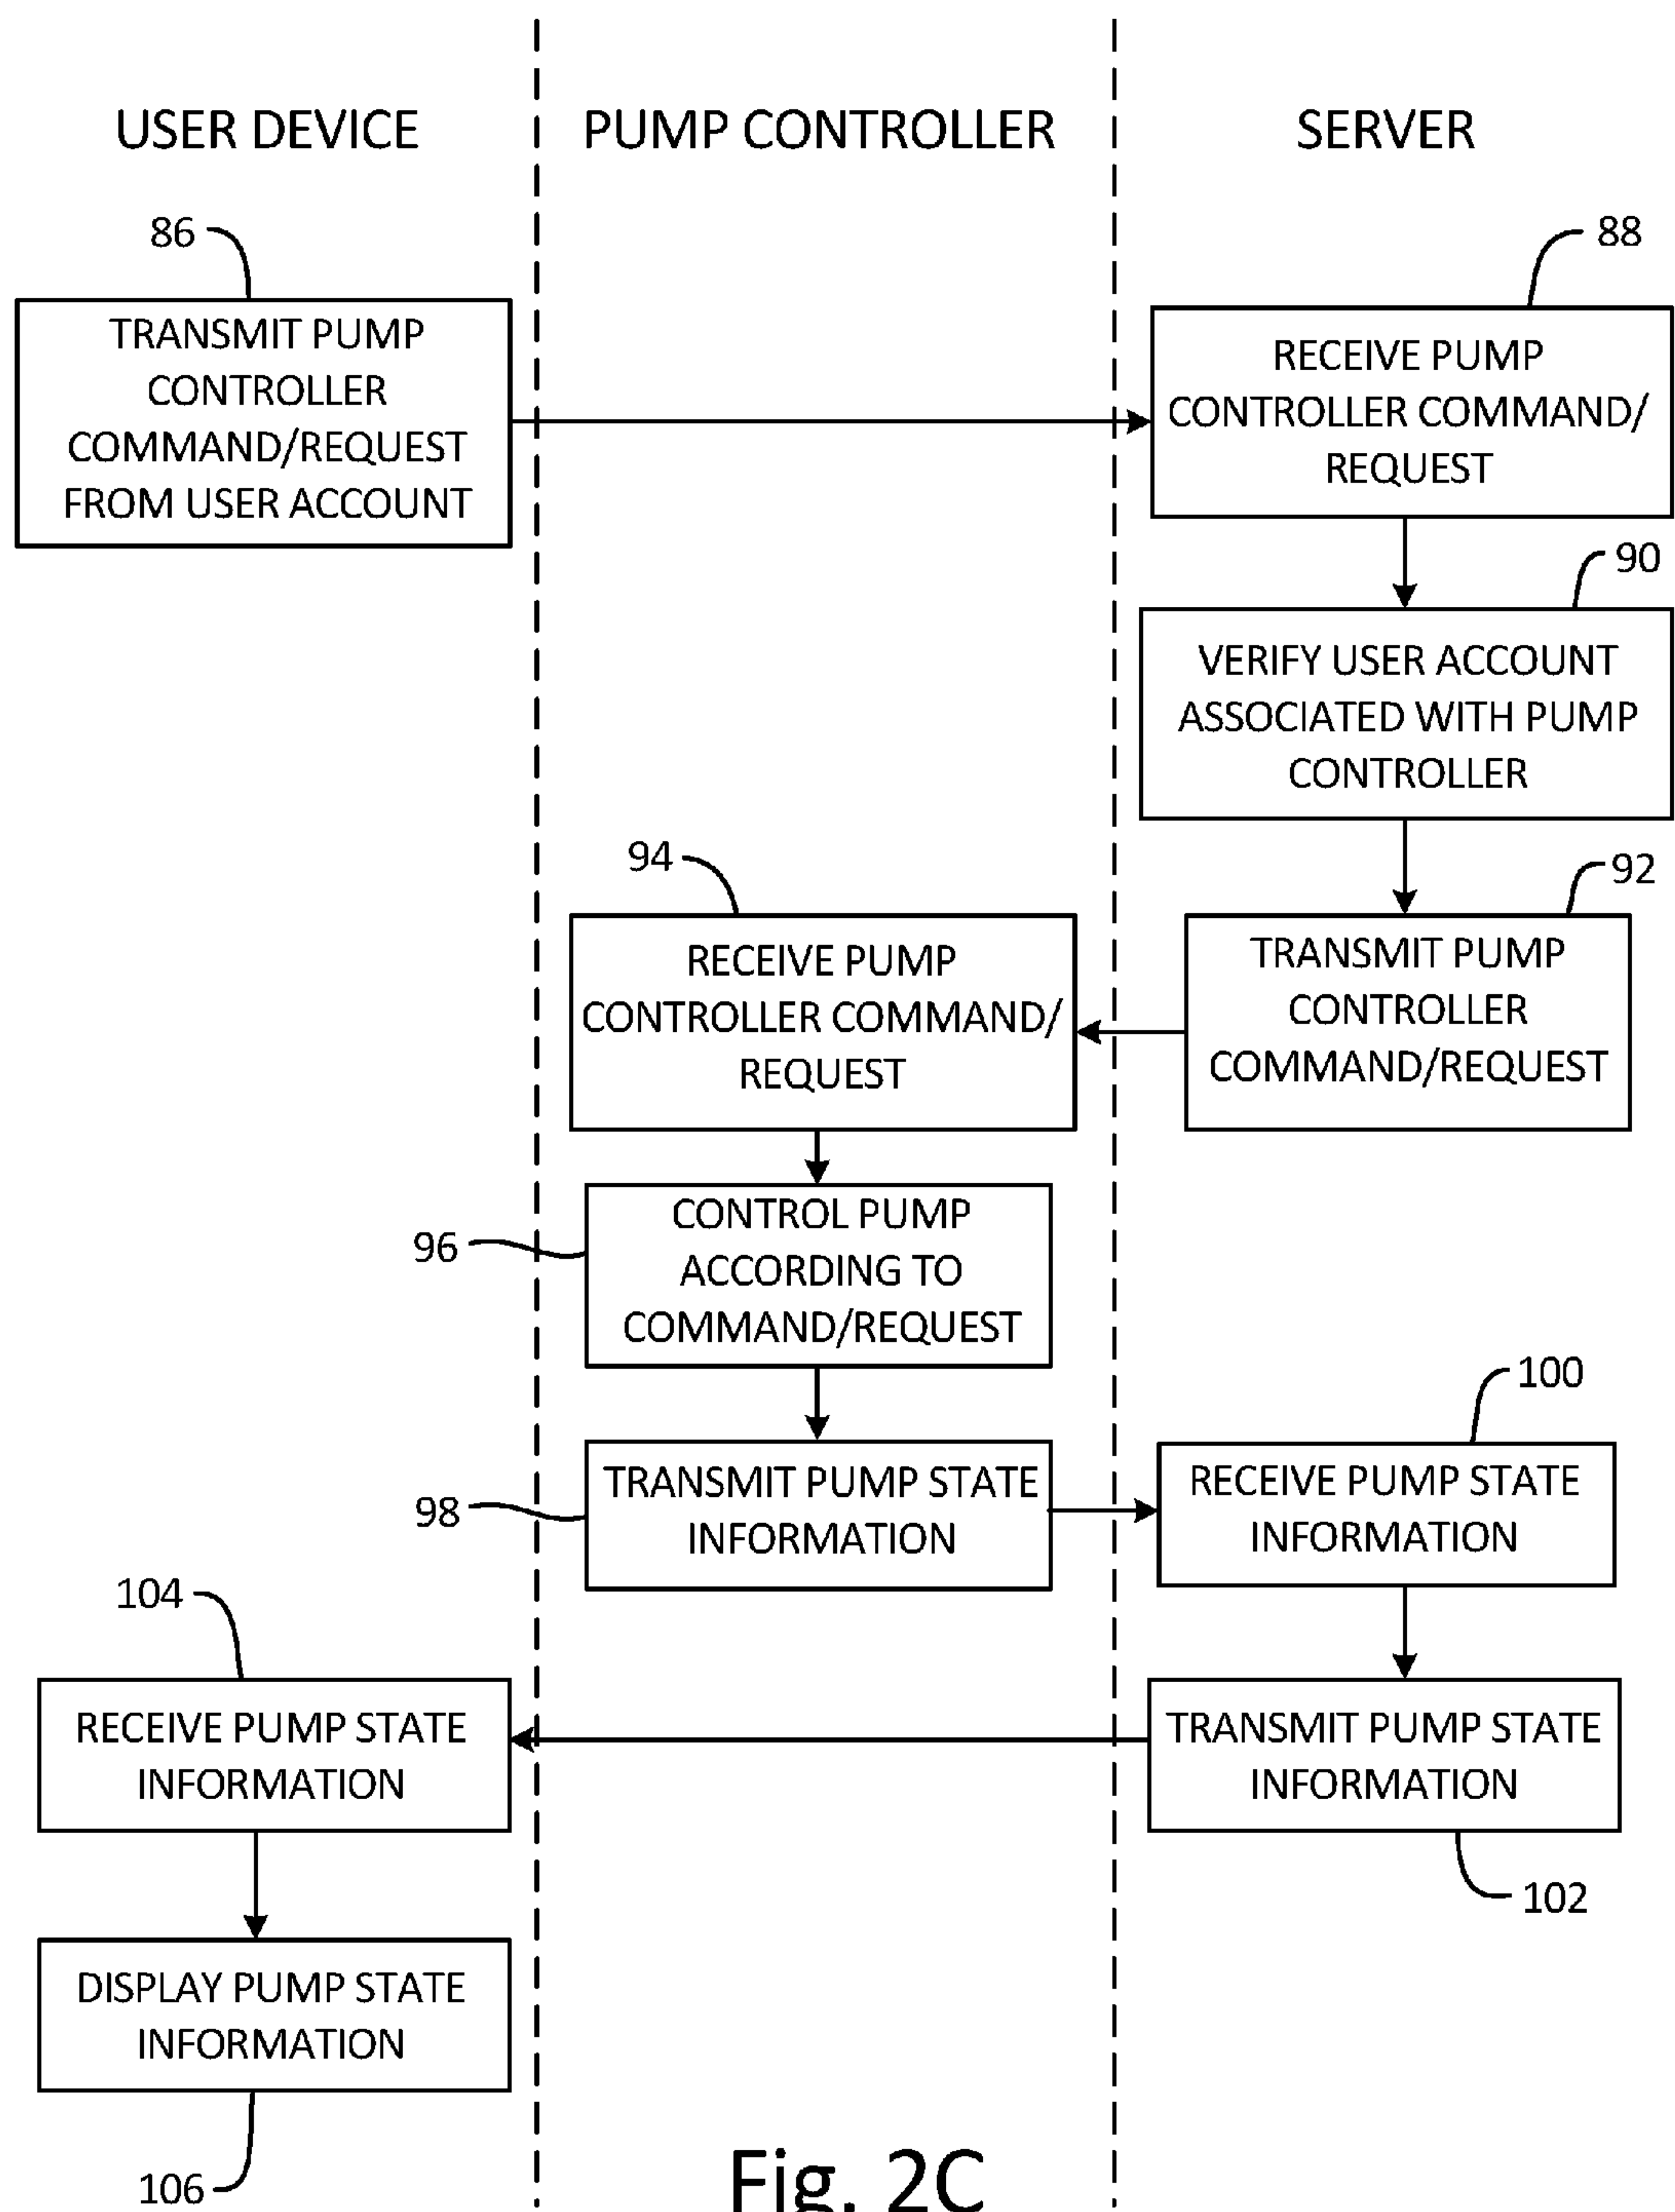 USER DEVICE
PUMP CONTROLLER
SERVER
86
88
TRANSMIT PUMP
CONTROLLER
COMMAND/REQUEST
FROM USER ACCOUNT
RECEIVE PUMP
CONTROLLER COMMAND/
REQUEST
90
VERIFY USER ACCOUNT
ASSOCIATED WITH PUMP
CONTROLLER
92
TRANSMIT PUMP
CONTROLLER
COMMAND/REQUEST
94
RECEIVE PUMP
CONTROLLER COMMAND/
REQUEST
96
CONTROL PUMP
ACCORDING TO
COMMAND/REQUEST
98
TRANSMIT PUMP STATE
INFORMATION
100
RECEIVE PUMP STATE
INFORMATION
TRANSMIT PUMP STATE
INFORMATION
102
104
RECEIVE PUMP STATE
INFORMATION
DISPLAY PUMP STATE
INFORMATION
106
Fig. 2C